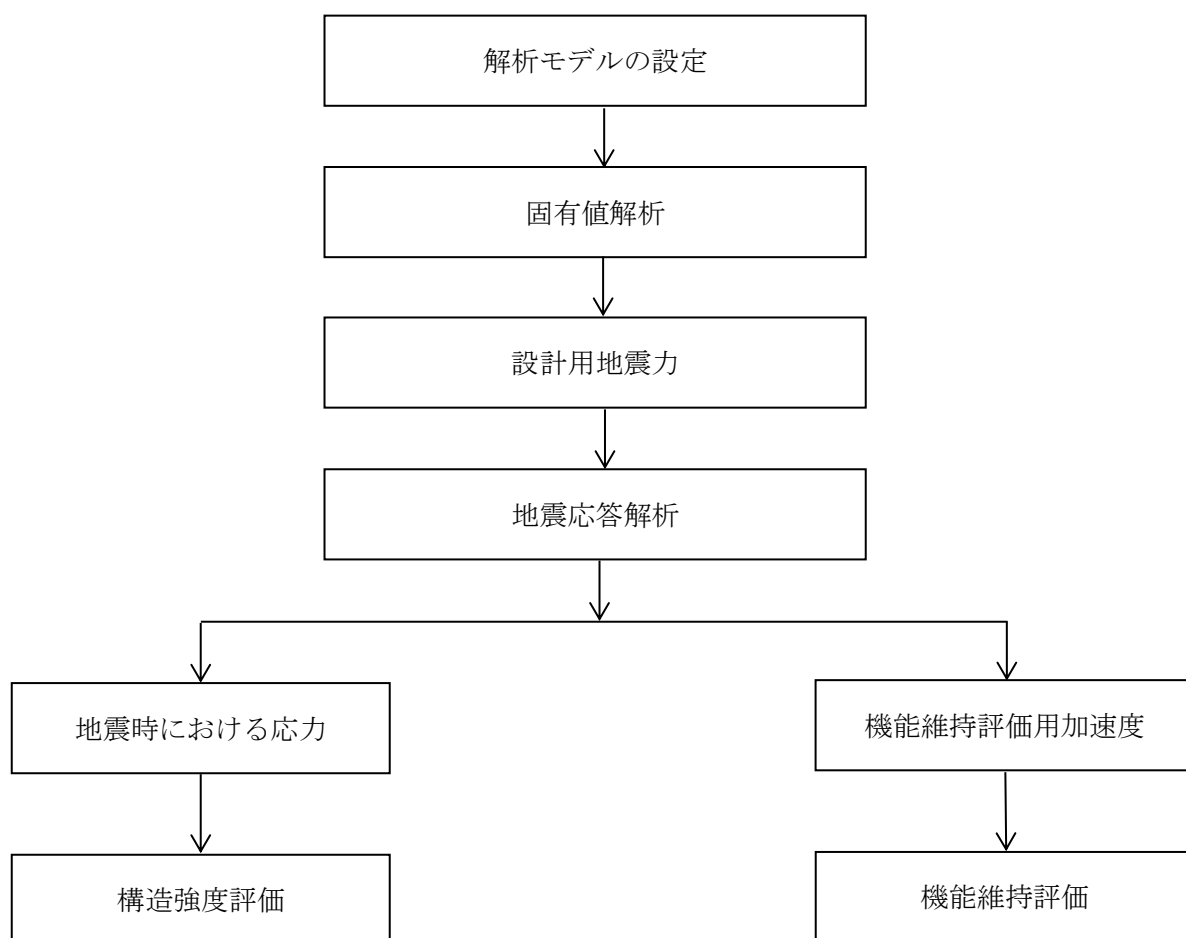 解析モデルの設定
固有値解析
設計用地震力
地震応答解析
地震時における応力
機能維持評価用加速度
構造強度評価
機能維持評価